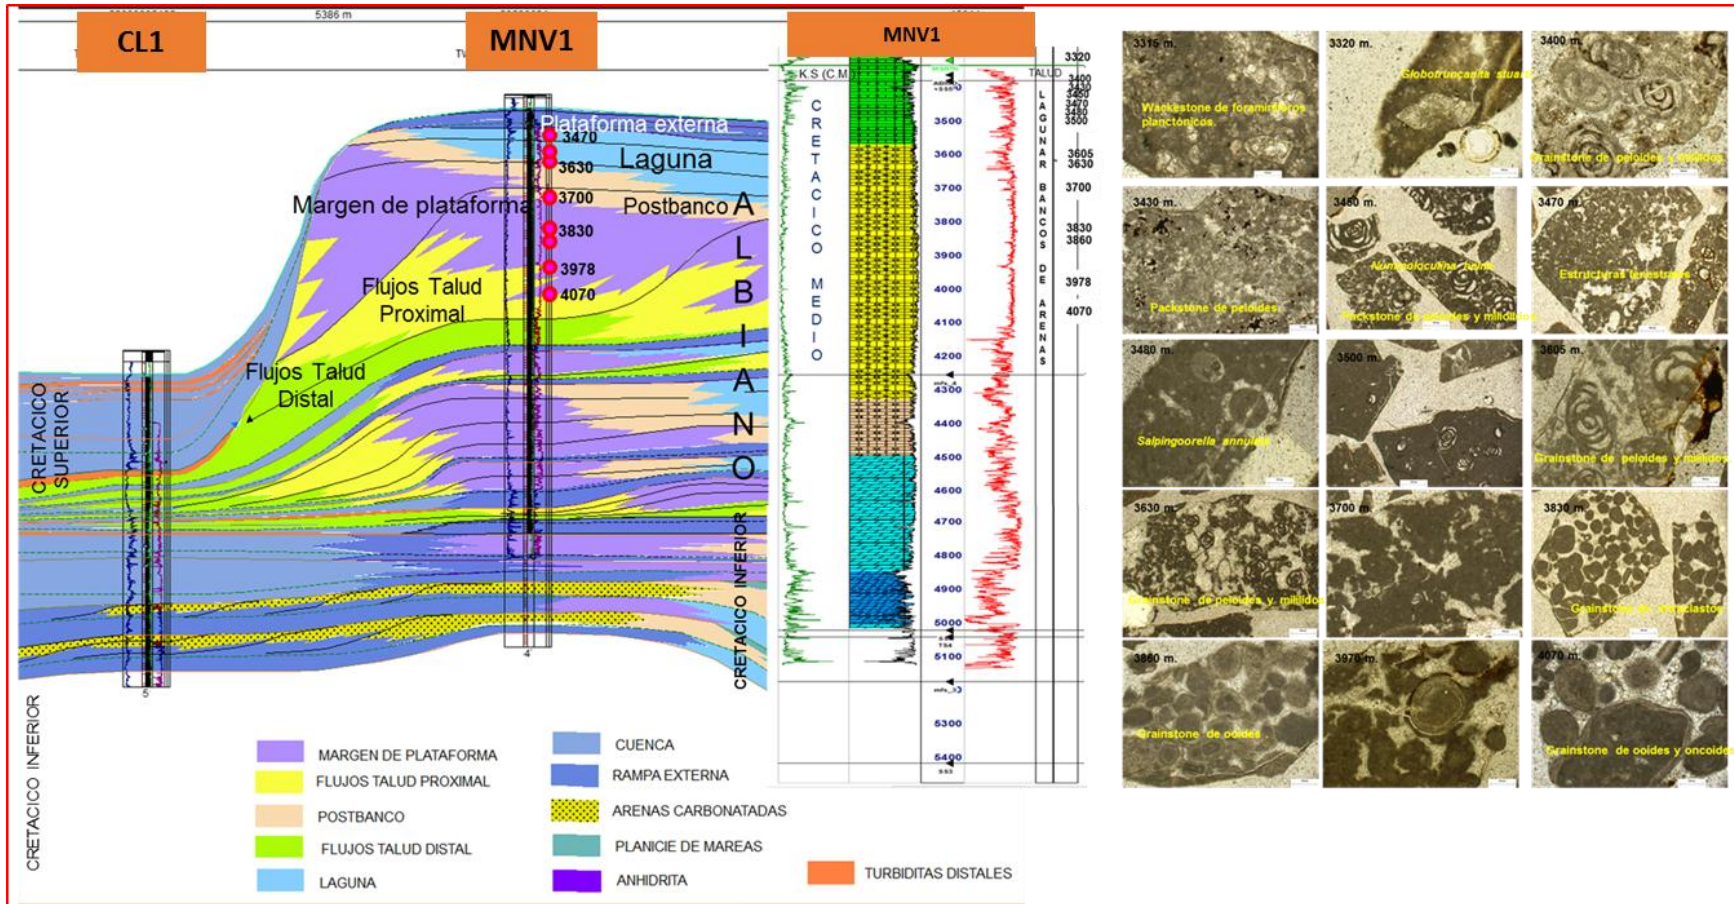 5386 m
CL1
MNV1
MNV1
Plataforma externa
3470
Laguna
3630
3700
Margen de plataforma
Postbanco
3830
3978
Flujos Talud
Proximal
4070
Flujos Talud
Distal
ALBIANO
CRETACICO
SUPERIOR
CRETACICO INFERIOR
CRETACICO INFERIOR
5
4
MARGEN DE PLATAFORMA
FLUJOS TALUD PROXIMAL
POSTBANCO
FLUJOS TALUD DISTAL
LAGUNA
CUENCA
RAMPA EXTERNA
ARENAS CARBONATADAS
PLANICIE DE MAREAS
ANHIDRITA
TURBIDITAS DISTALES
K.S (C.M.)
TALUD
CRETACICO MEDIO
3500
3600
3700
3800
3900
4000
4100
4200
4300
4400
4500
4600
4700
4800
4900
5000
5100
5300
5400
LAGUNAR BANCOS DE ARENAS
3320
3400
3430
3450
3470
3480
3500
3605
3630
3700
3830
3860
3978
4070
3315 m.
Wackestone de foraminiferos
planctonicos.
3320 m.
Globotruncanita stuarti
3400 m.
Grainstone de peloides y miliolidos
3430 m.
Packstone de peloides
3450 m.
Nummoloculina heimi
Packstone de peloides y miliolidos
3470 m.
Estructuras fenestrales
3480 m.
Salpingoorella annulata
3500 m.
3605 m.
Grainstone de peloides y miliolidos
3630 m.
Grainstone de peloides y. miliolidos
3700 m.
3830 m.
Grainstone de intraclastos
3860 m.
Grainstone de ooides
3970 m.
4070 m.
Grainstone de ooides y oncoides